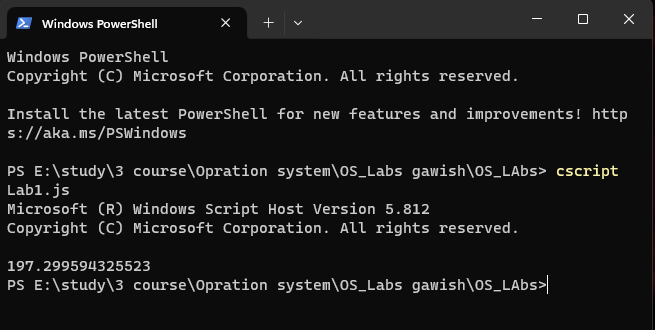 Windows PowerShell
Windows PowerShell
Copyright (C) Microsoft Corporation. All rights reserved.
Install the latest PowerShell for new features and improvements! http
s://aka.ms/PSWindows
PS E:\study\3 course\Opration system\OS_Labs gawish\OS_LAbs> cscript
Lab1.js
Microsoft (R) Windows Script Host Version 5.812
Copyright (C) Microsoft Corporation. All rights reserved.
197.299594325523
PS E:\study\3 course\Opration system\OS_Labs gawish\OS_LAbs>